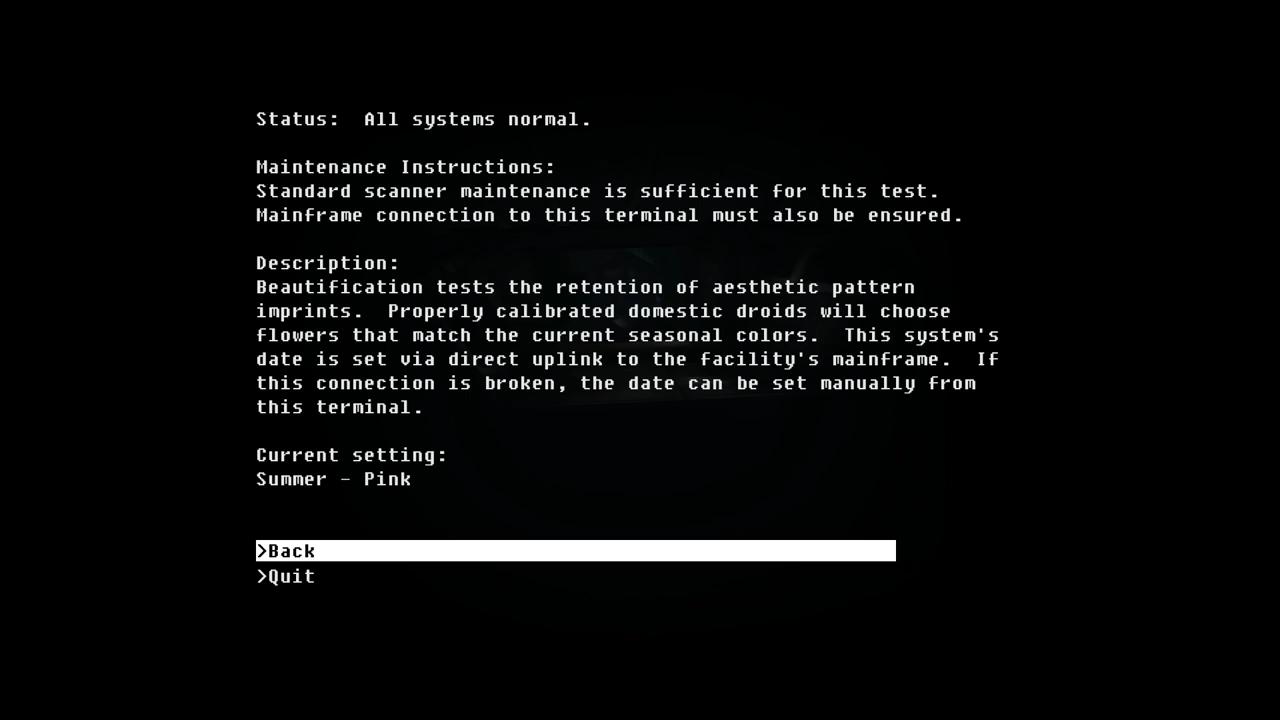 Status:  All systems normal.
Maintenance Instructions:
Standard scanner maintenance is sufficient for this test.
Mainframe connection to this terminal must also be ensured.
Description:
Beautification tests the retention of aesthetic pattern
imprints.  Properly calibrated domestic droids will choose
flowers that match the current seasonal colors.  This system's
date is set via direct uplink to the facility's mainframe.  If
this connection is broken, the date can be set manually from
this terminal.
Current setting:
Summer - Pink
>Back
>Quit